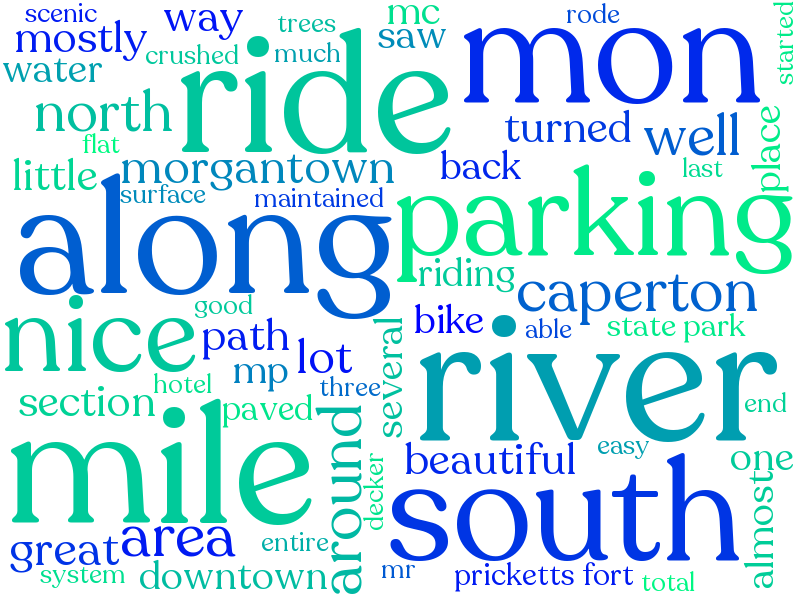 scenic
way
mc
rode
started
mostly
trees
saw
mon
crushed
much
water
ride
north
turned
well
place
flat
little
morgantown
back
last
surface
maintained
along
parking
riding
caperton
nice
good
path
lot
bike
able
state park
several
river
mp
hotel
three
section
paved
end
mile
around
decker
beautiful
easy
one
south
almost
great
area
entire
system
downtown
mr
pricketts fort
total